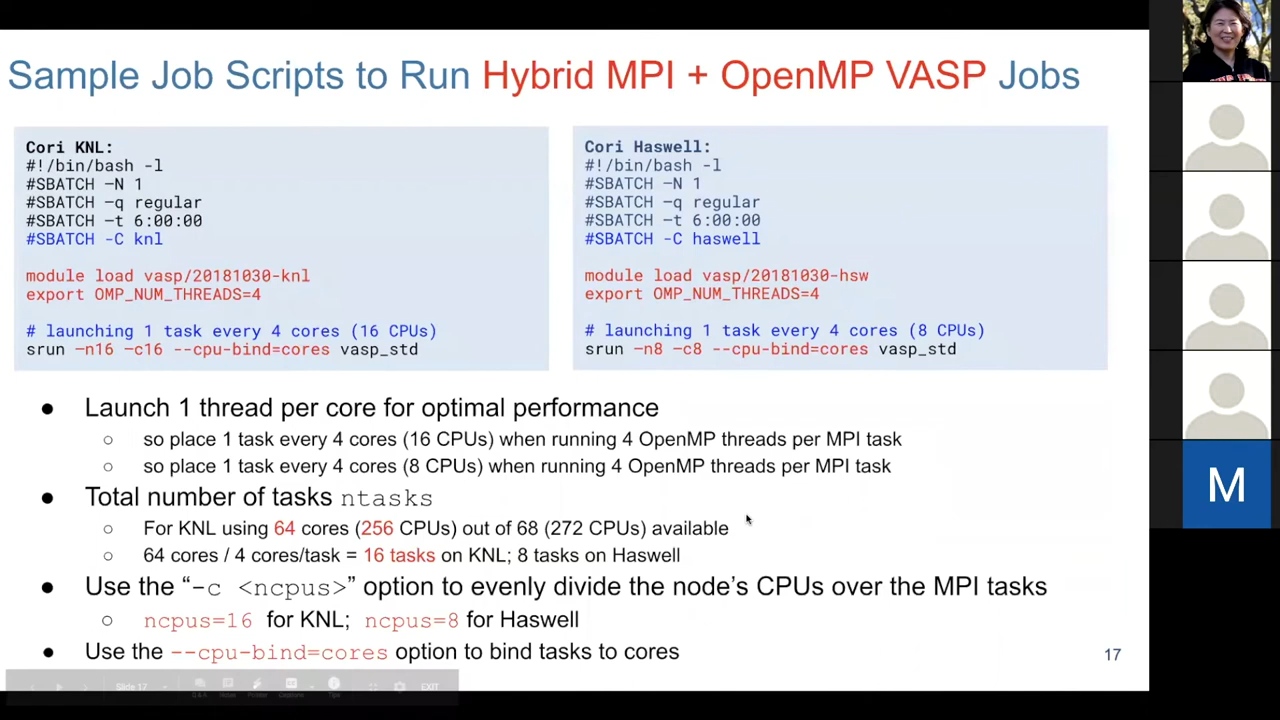 Sample Job Scripts to Run Hybrid MPI + OpenMP VASP Jobs
Cori KNL:
#!/bin/bash -l
#SBATCH –N 1
#SBATCH –q regular
#SBATCH –t 6:00:00
#SBATCH -C knl
module load vasp/20181030-knl
export OMP_NUM_THREADS=4
# launching 1 task every 4 cores (16 CPUs)
srun –n16 –c16 --cpu-bind=cores vasp_std
Cori Haswell:
#!/bin/bash -l
#SBATCH –N 1
#SBATCH –q regular
#SBATCH –t 6:00:00
#SBATCH -C haswell
module load vasp/20181030-hsw
export OMP_NUM_THREADS=4
# launching 1 task every 4 cores (8 CPUs)
srun –n8 –c8 --cpu-bind=cores vasp_std
● Launch 1 thread per core for optimal performance
○ so place 1 task every 4 cores (16 CPUs) when running 4 OpenMP threads per MPI task
○ so place 1 task every 4 cores (8 CPUs) when running 4 OpenMP threads per MPI task
● Total number of tasks ntasks
○ For KNL using 64 cores (256 CPUs) out of 68 (272 CPUs) available
○ 64 cores / 4 cores/task = 16 tasks on KNL; 8 tasks on Haswell
● Use the “-c <ncpus>” option to evenly divide the node’s CPUs over the MPI tasks
○ ncpus=16 for KNL; ncpus=8 for Haswell
● Use the --cpu-bind=cores option to bind tasks to cores
17
Slide 17
Q & A
Notes
Pointer
Captions
Tips
EXIT
M